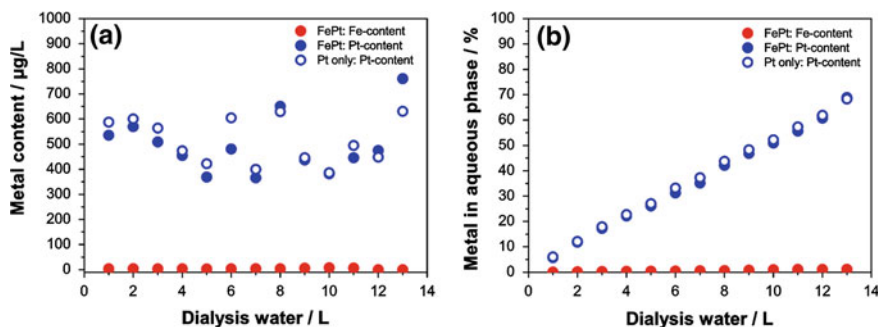 (a)
FePt: Fe-content
FePt: Pt-content
Pt only: Pt-content
Metal content / µg/L
1000
900
800
700
600
500
400
300
200
100
0
0 2 4 6 8 10 12 14
Dialysis water / L
(b)
FePt: Fe-content
FePt: Pt-content
Pt only: Pt-content
Metal in aqueous phase / %
100
90
80
70
60
50
40
30
20
10
0
0 2 4 6 8 10 12 14
Dialysis water / L